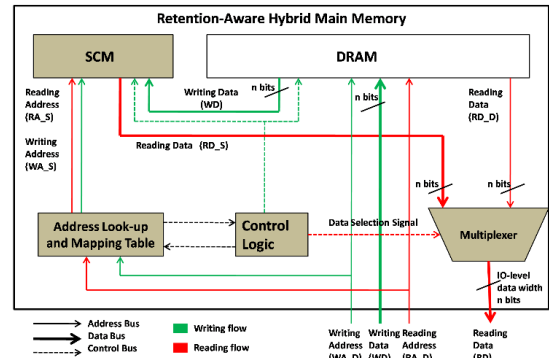 Retention-Aware Hybrid Main Memory
SCM
DRAM
Reading
Address
(RA_S)
Writing
Address
(WA_S)
Writing Data
(WD)
n bits
n bits
Reading
Data
(RD_D)
Reading Data (RD_S)
n bits
n bits
Address Look-up
and Mapping Table
Control
Logic
Data Selection Signal
Multiplexer
IO-level
data width
n bits
Address Bus
Data Bus
Control Bus
Writing flow
Reading flow
Writing
Address
(WA_D)
Writing
Data
(WD)
Reading
Address
(RA_D)
Reading
Data
(RD)